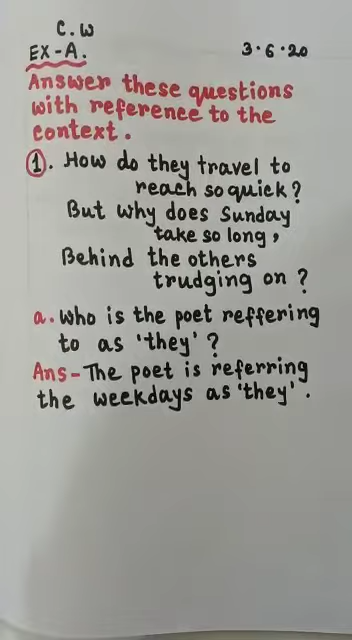 C.W
EX-A. 3.6.20
Answer these questions
with reference to the
context.
1. How do they travel to
reach so quick?
But why does Sunday
take so long,
Behind the others
trudging on?
a. Who is the poet reffering
to as 'they'?
Ans-The poet is referring
the weekdays as 'they'.